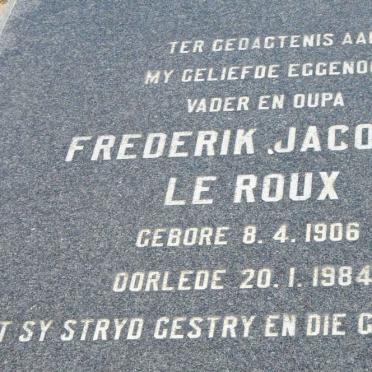 TER GEDAGTENIS AA
MY GELIEFDE EGGENO
VADER EN OUPA
FREDERIK JACO
LE ROUX
GEBORE 8.4.1906
OORLEDE 20.1.1984
T SY STRYD GESTRY EN DIE G